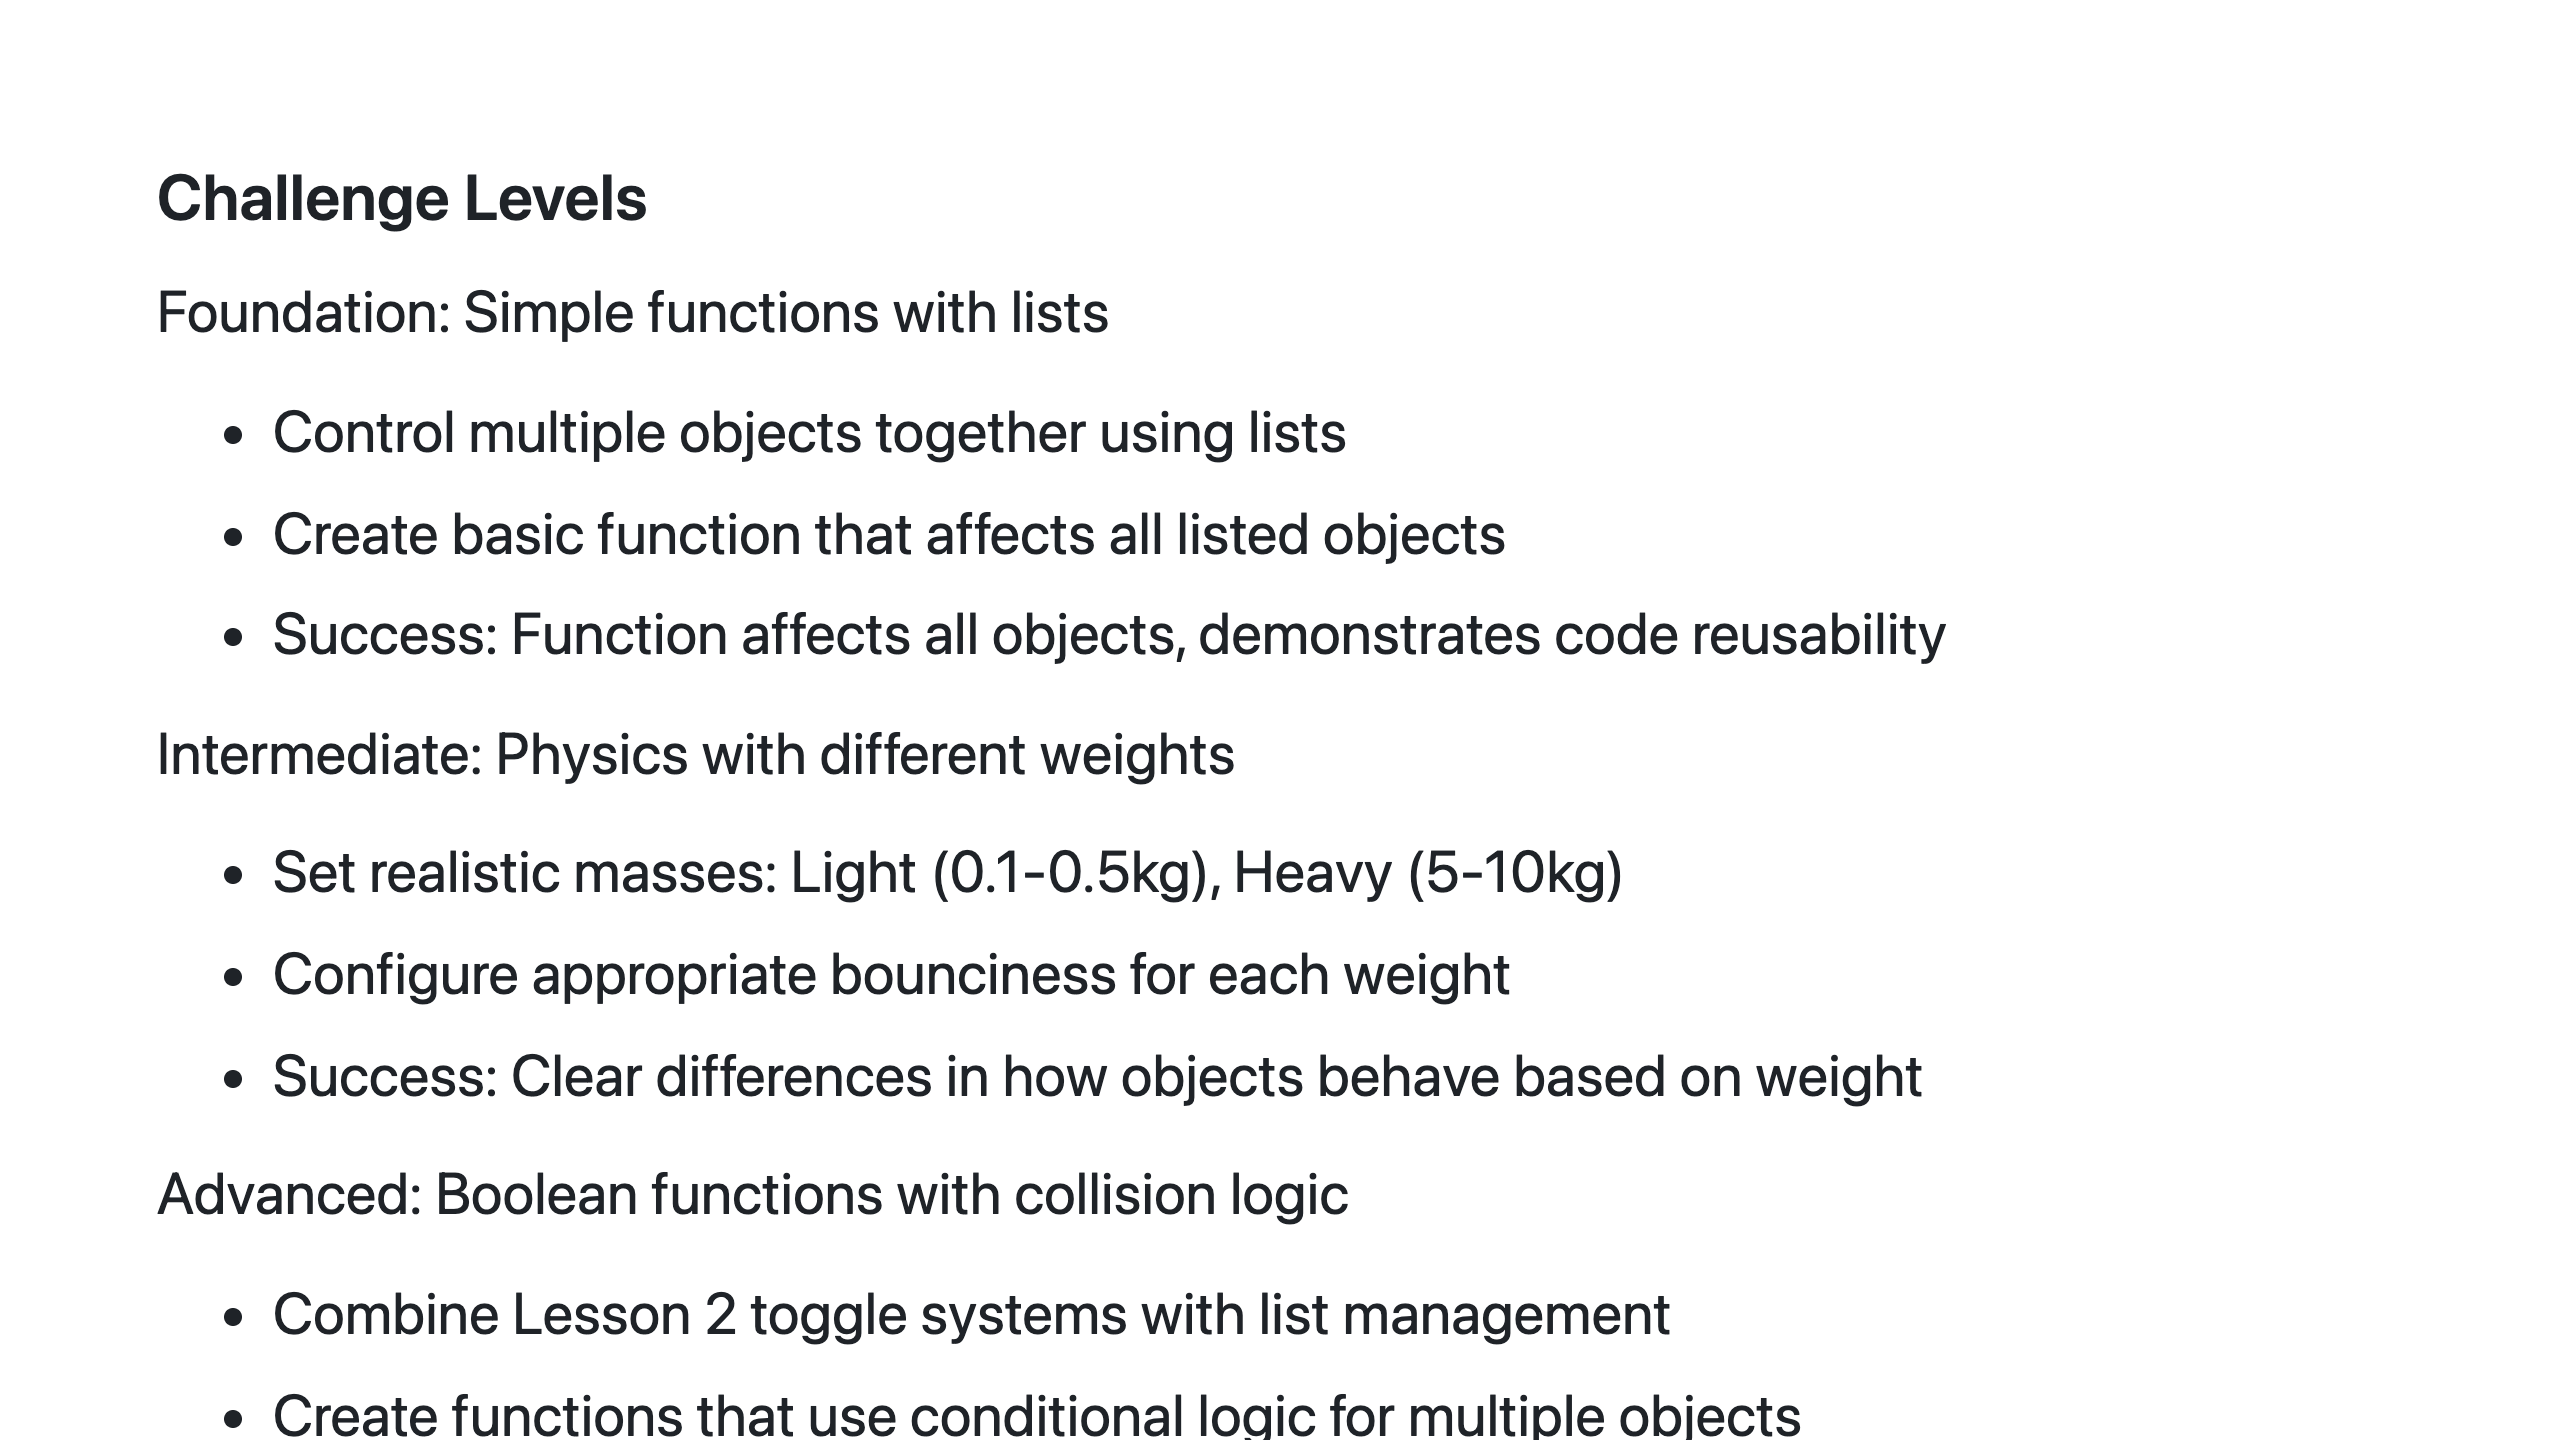 Challenge Levels
Foundation: Simple functions with lists
• Control multiple objects together using lists
• Create basic function that affects all listed objects
• Success: Function affects all objects, demonstrates code reusability
Intermediate: Physics with different weights
• Set realistic masses: Light (0.1-0.5kg), Heavy (5-10kg)
• Configure appropriate bounciness for each weight
• Success: Clear differences in how objects behave based on weight
Advanced: Boolean functions with collision logic
• Combine Lesson 2 toggle systems with list management
• Create functions that use conditional logic for multiple objects